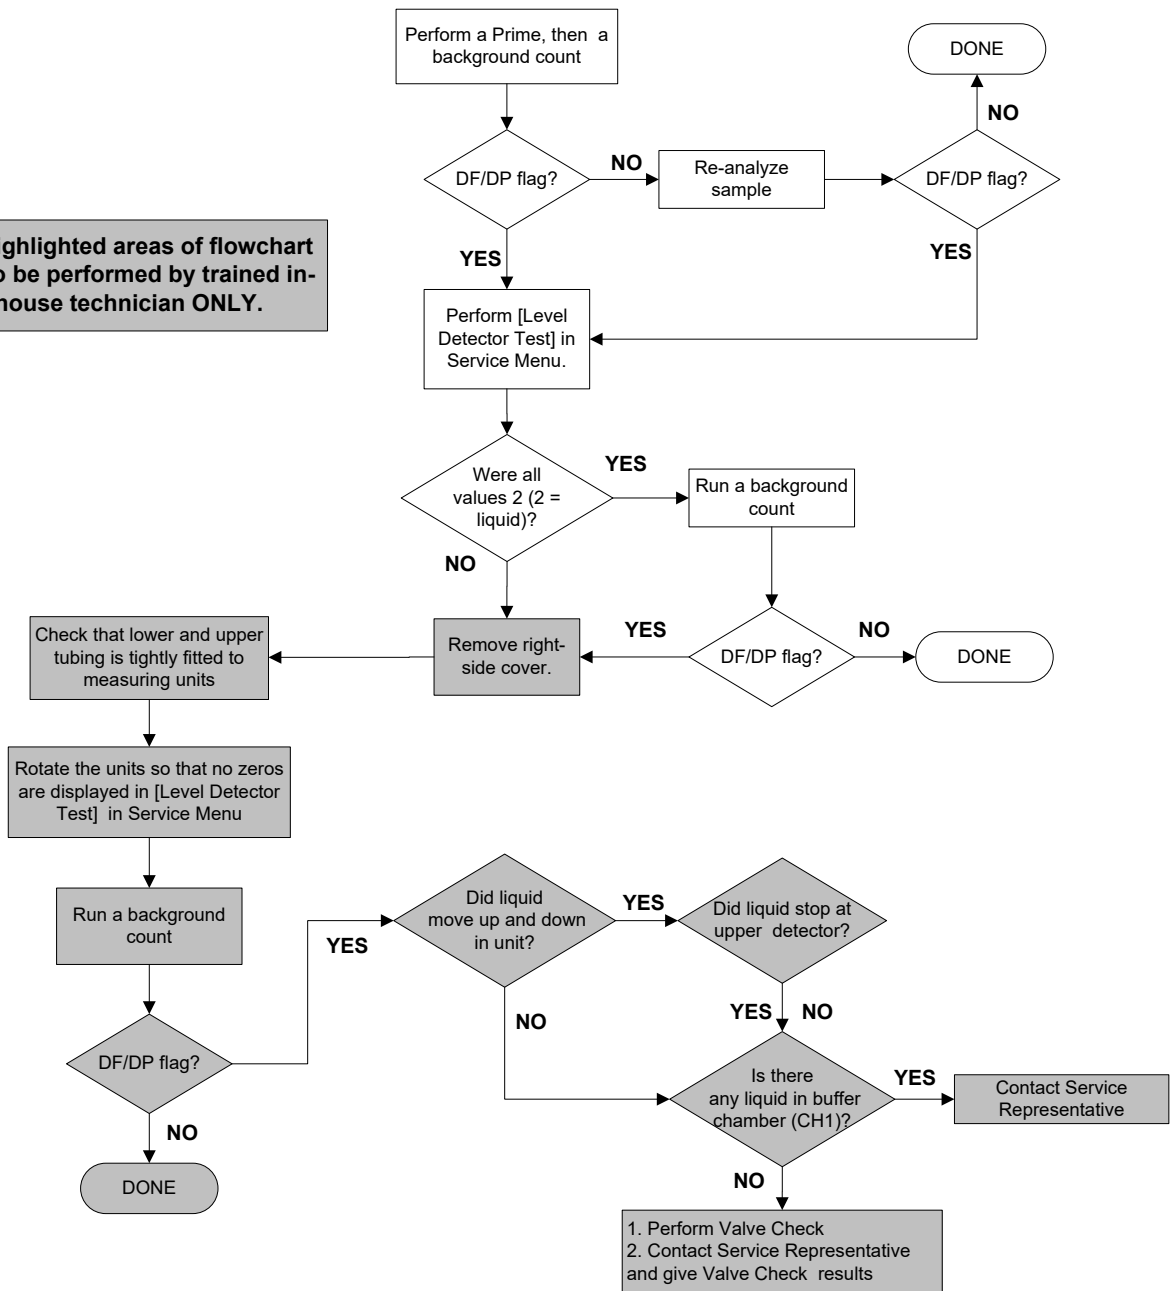 Perform a Prime, then a
background count
DONE
NO
DF/DP flag?
NO
Re-analyze
sample
DF/DP flag?
YES
YES
ighlighted areas of flowchart
o be performed by trained in-
house technician ONLY.
Perform [Level
Detector Test] in
Service Menu.
Were all
values 2 (2 =
liquid)?
YES
Run a background
count
NO
Check that lower and upper
tubing is tightly fitted to
measuring units
Remove right-
side cover.
YES
DF/DP flag?
NO
DONE
Rotate the units so that no zeros
are displayed in [Level Detector
Test] in Service Menu
Run a background
count
YES
Did liquid
move up and down
in unit?
YES
Did liquid stop at
upper detector?
NO
YES
NO
DF/DP flag?
NO
DONE
Is there
any liquid in buffer
chamber (CH1)?
YES
Contact Service
Representative
NO
1. Perform Valve Check
2. Contact Service Representative
and give Valve Check results